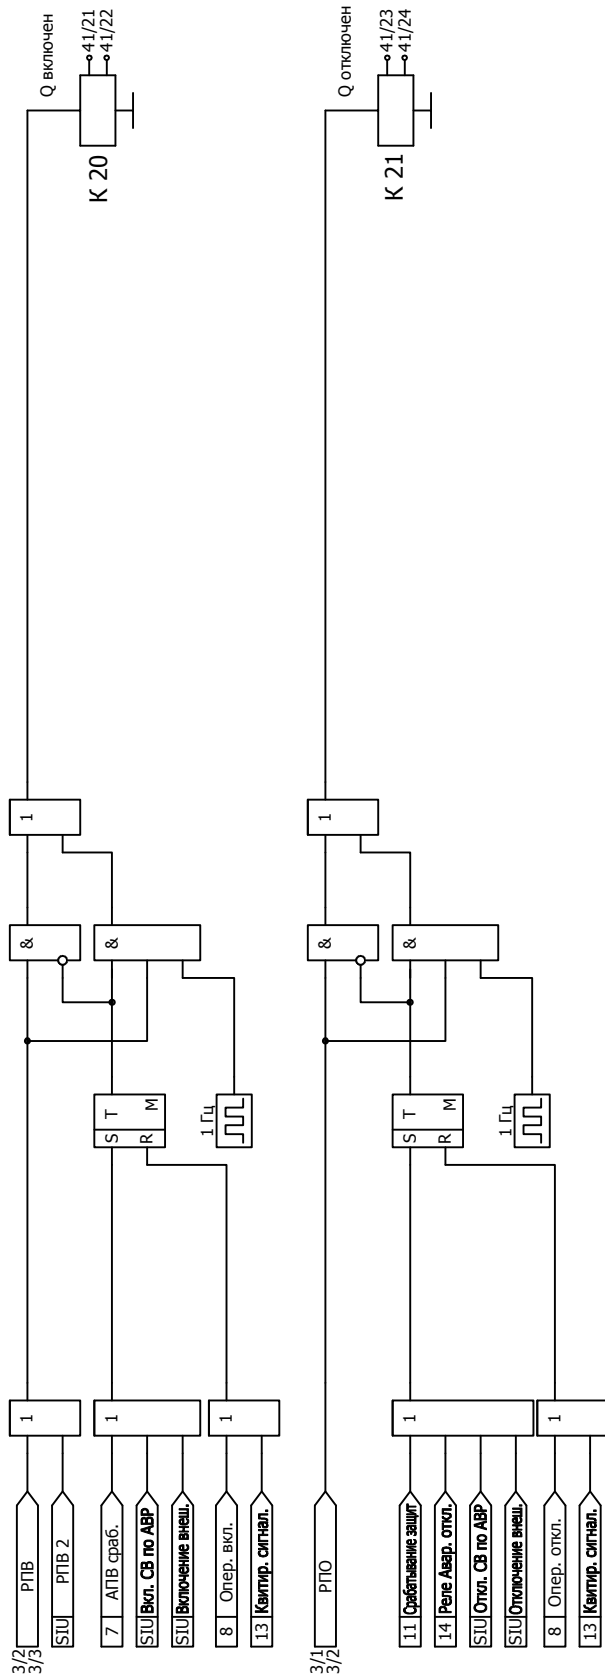 Q включен
41/21
41/22
К 20
1
&
&
1 Гц
S T
R M
1
1
1
3/2
3/3
РПВ
SIU РПВ 2
7 АПВ сраб.
SIU Вкл. СВ по АВР
SIU Включение внеш.
8 Опер. вкл.
13 Квитир. сигнал.
Q отключен
41/23
41/24
К 21
1
&
&
1 Гц
S T
R M
1
1
3/1
3/2
РПО
11 Срабатывание защит
14 Реле Авар. откл.
SIU Откл. СВ по АВР
SIU Отключение внеш.
8 Опер. откл.
13 Квитир. сигнал.